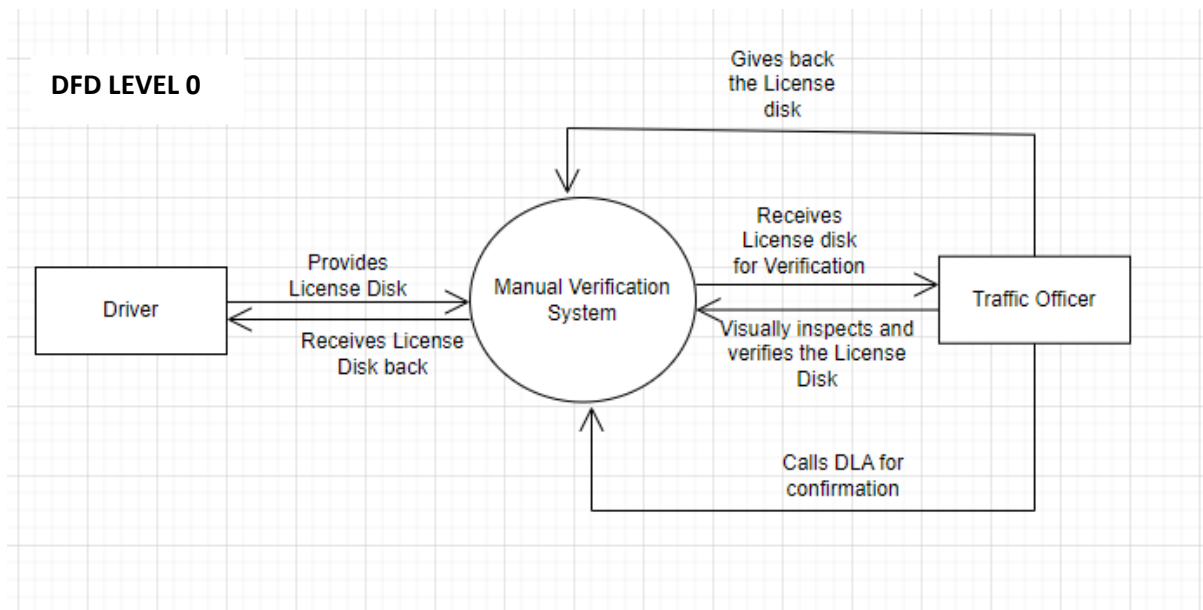 DFD LEVEL 0
Gives back
the License
disk
Receives
License disk
for Verification
Provides
License Disk
Driver
Manual Verification
System
Traffic Officer
Receives License
Disk back
Visually inspects and
verifies the License
Disk
Calls DLA for
confirmation